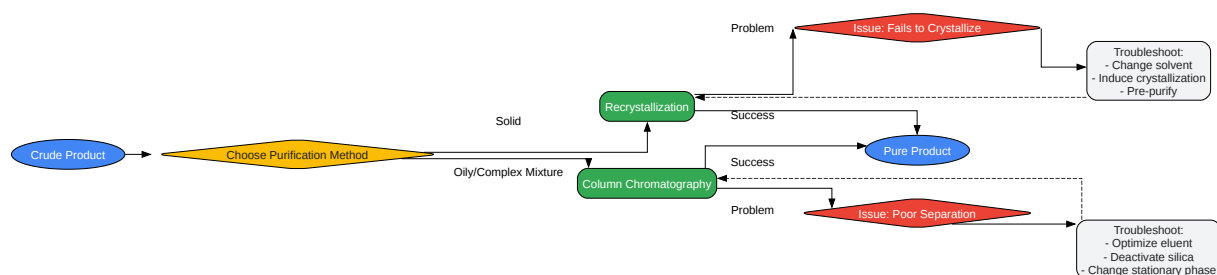 Problem
Issue: Fails to Crystallize
Troubleshoot:
- Change solvent
- Induce crystallization
- Pre-purify
Recrystallization
Success
Solid
Crude Product
Choose Purification Method
Pure Product
Oily/Complex Mixture
Success
Column Chromatography
Problem
Issue: Poor Separation
Troubleshoot:
- Optimize eluent
- Deactivate silica
- Change stationary phase